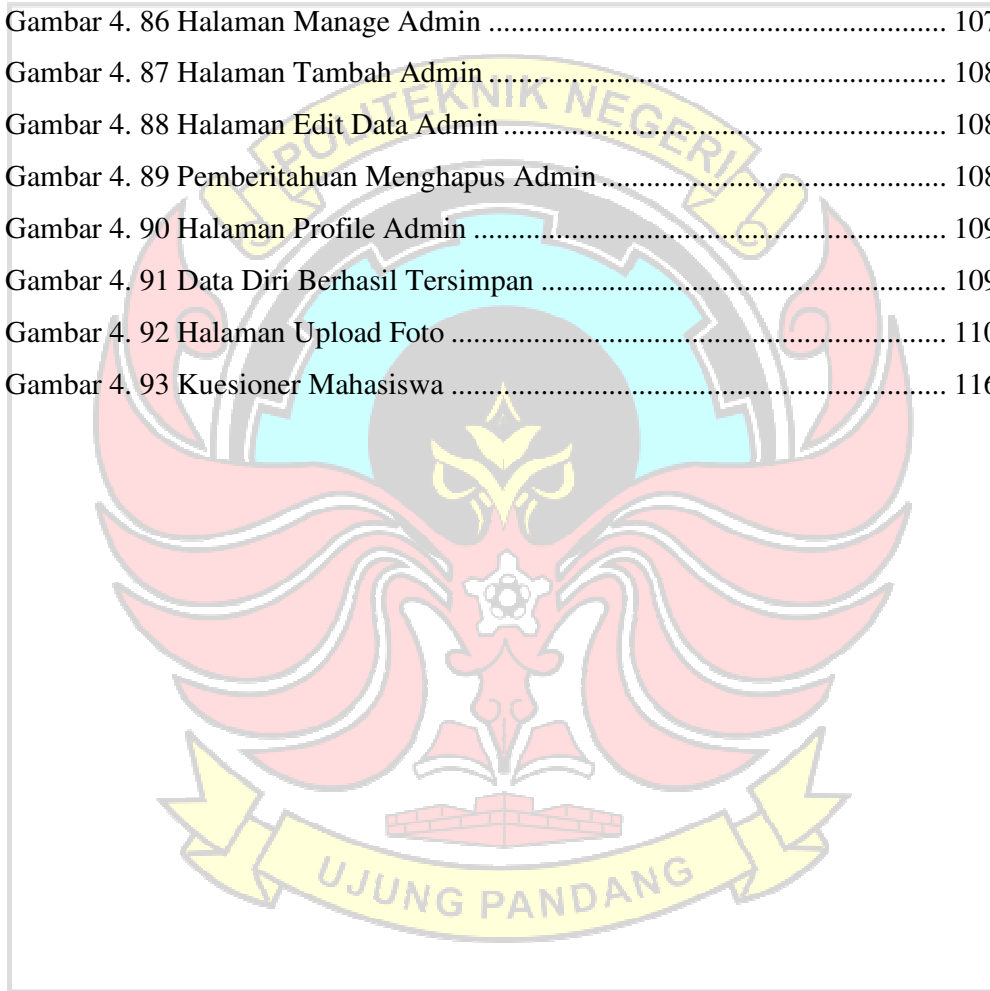 Gambar 4. 86 Halaman Manage Admin ........................................................ 107
Gambar 4. 87 Halaman Tambah Admin ........................................................ 108
Gambar 4. 88 Halaman Edit Data Admin ...................................................... 108
Gambar 4. 89 Pemberitahuan Menghapus Admin .......................................... 108
Gambar 4. 90 Halaman Profile Admin .......................................................... 109
Gambar 4. 91 Data Diri Berhasil Tersimpan ................................................. 109
Gambar 4. 92 Halaman Upload Foto ............................................................. 110
Gambar 4. 93 Kuesioner Mahasiswa ............................................................. 116
POLITEKNIK NEGERI
UJUNG PANDANG